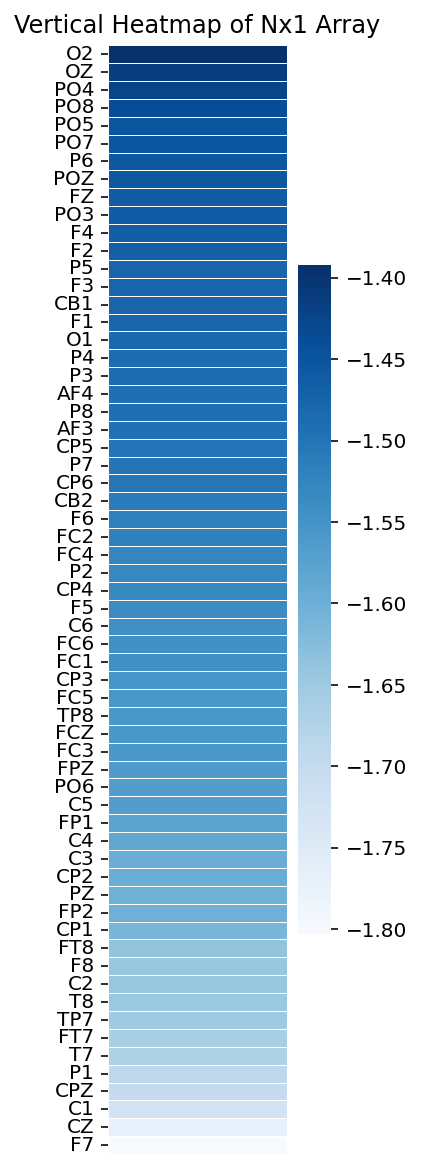 Vertical Heatmap of Nx1 Array
O2
OZ
PO4
PO8
PO5
PO7
P6
POZ
FZ
PO3
F4
F2
P5
F3
CB1
F1
O1
P4
P3
AF4
P8
AF3
CP5
P7
CP6
CB2
F6
FC2
FC4
P2
CP4
F5
C6
FC6
FC1
CP3
FC5
TP8
FCZ
FC3
FPZ
PO6
C5
FP1
C4
C3
CP2
PZ
FP2
CP1
FT8
F8
C2
T8
TP7
FT7
T7
P1
CPZ
C1
CZ
F7
−1.40
−1.45
−1.50
−1.55
−1.60
−1.65
−1.70
−1.75
−1.80